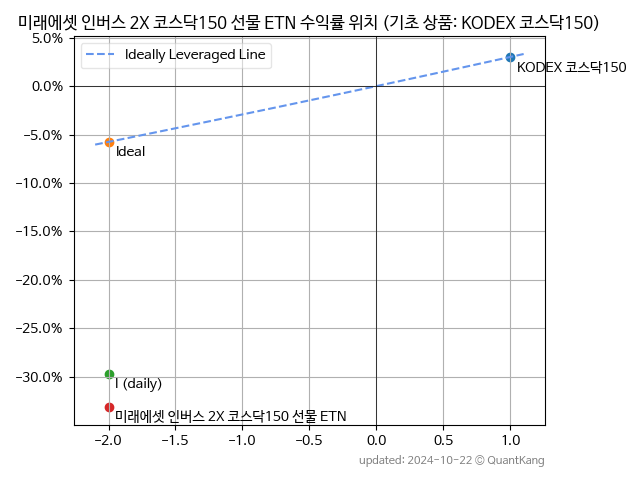 미래에셋 인버스 2X 코스닥150 선물 ETN 수익률 위치 (기초 상품: KODEX 코스닥150)
5.0%
Ideally Leveraged Line
KODEX 코스닥150
0.0%
−5.0%
Ideal
−10.0%
−15.0%
−20.0%
−25.0%
−30.0%
I (daily)
미래에셋 인버스 2X 코스닥150 선물 ETN
−2.0 −1.5 −1.0 −0.5 0.0 0.5 1.0
updated: 2024-10-22 © QuantKang